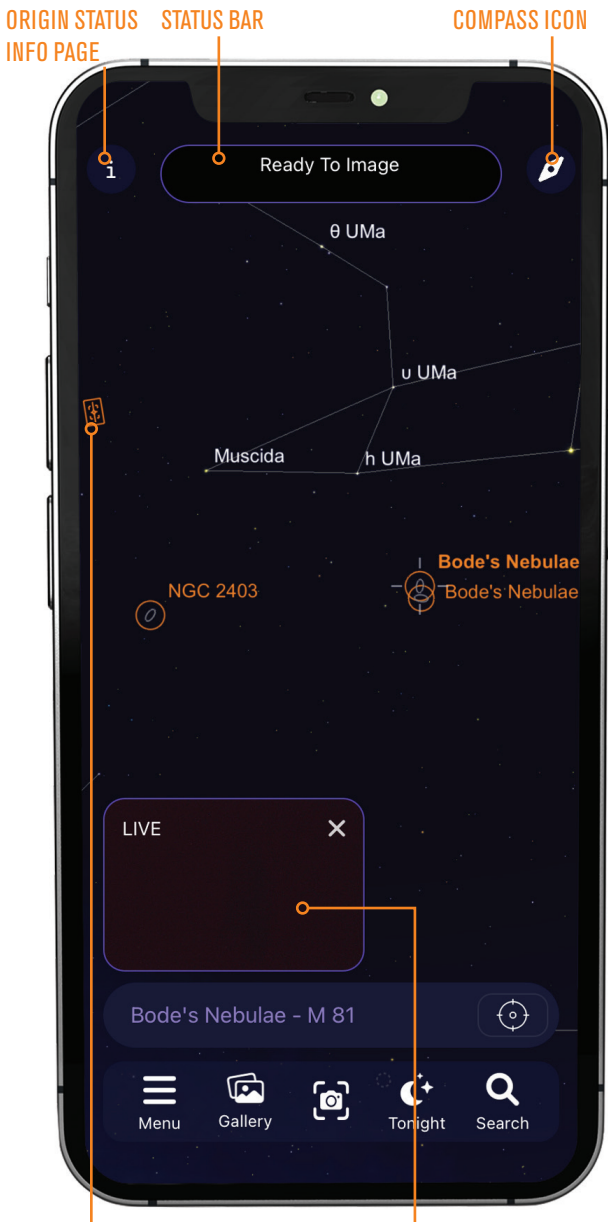 ORIGIN STATUS
INFO PAGE
STATUS BAR
COMPASS ICON
i
Ready To Image
θ UMa
υ UMa
Muscida
h UMa
Bode's Nebulae
NGC 2403
Bode's Nebulae
LIVE
Bode's Nebulae - M 81
Menu
Gallery
Tonight
Search